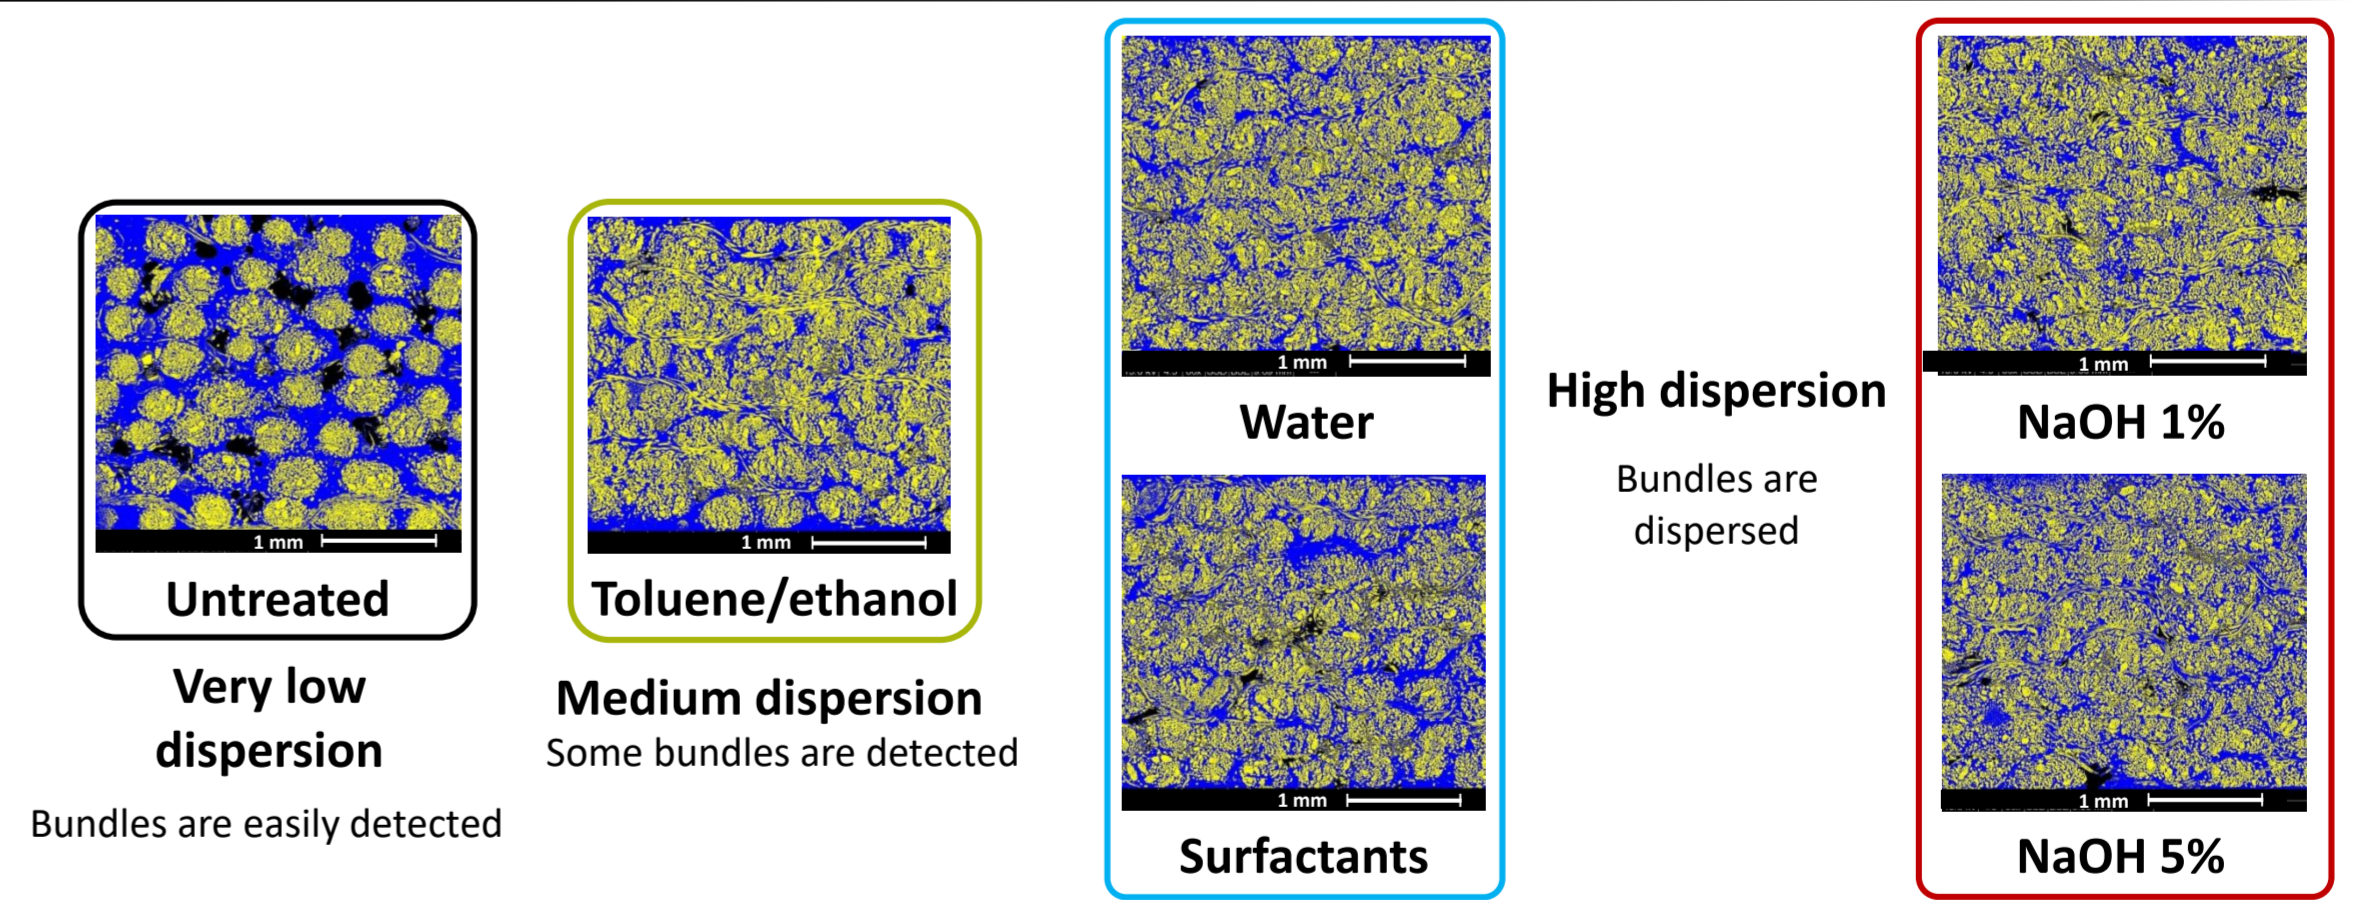 1 mm
Untreated
Very low
dispersion
Bundles are easily detected
1 mm
Toluene/ethanol
Medium dispersion
Some bundles are detected
1 mm
Water
1 mm
Surfactants
High dispersion
Bundles are
dispersed
1 mm
NaOH 1%
1 mm
NaOH 5%